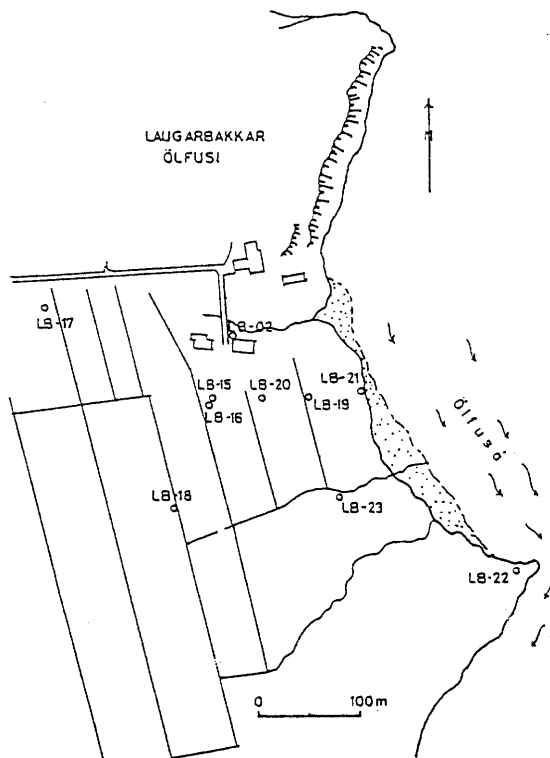 LAUGARBAKKAR
ÖLFUSI
N
LB-17
LB-02
LB-15
LB-20
LB-21
LB-16
LB-19
Ölfusá
LB-18
LB-23
LB-22
0 100m